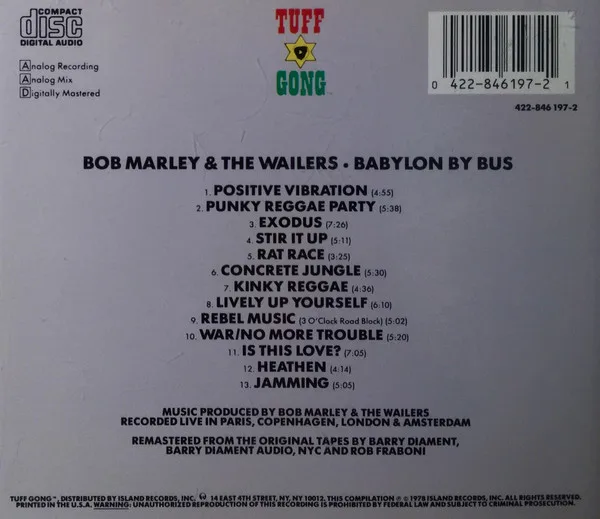 COMPACT
disc
DIGITAL AUDIO
TUFF
GONG
Analog Recording
Analog Mix
Digitally Mastered
0 422-846197-2 1
422-846 197-2
BOB MARLEY & THE WAILERS • BABYLON BY BUS
1. POSITIVE VIBRATION (4:55)
2. PUNKY REGGAE PARTY (5:38)
3. EXODUS (7:26)
4. STIR IT UP (5:11)
5. RAT RACE (3:25)
6. CONCRETE JUNGLE (5:30)
7. KINKY REGGAE (4:36)
8. LIVELY UP YOURSELF (6:10)
9. REBEL MUSIC (3 O'Clock Road Block) (5:02)
10. WAR/NO MORE TROUBLE (5:20)
11. IS THIS LOVE? (7:05)
12. HEATHEN (4:14)
13. JAMMING (5:05)
MUSIC PRODUCED BY BOB MARLEY & THE WAILERS
RECORDED LIVE IN PARIS, COPENHAGEN, LONDON & AMSTERDAM
REMASTERED FROM THE ORIGINAL TAPES BY BARRY DIAMENT,
BARRY DIAMENT AUDIO, NYC AND ROB FRABONI
TUFF GONG™, DISTRIBUTED BY ISLAND RECORDS, INC. 14 EAST 4TH STREET, NY, NY 10012. THIS COMPILATION ℗ © 1978 ISLAND RECORDS, INC. ALL RIGHTS RESERVED.
PRINTED IN THE U.S.A. WARNING: UNAUTHORIZED REPRODUCTION OF THIS RECORDING IS PROHIBITED BY FEDERAL LAW AND SUBJECT TO CRIMINAL PROSECUTION.